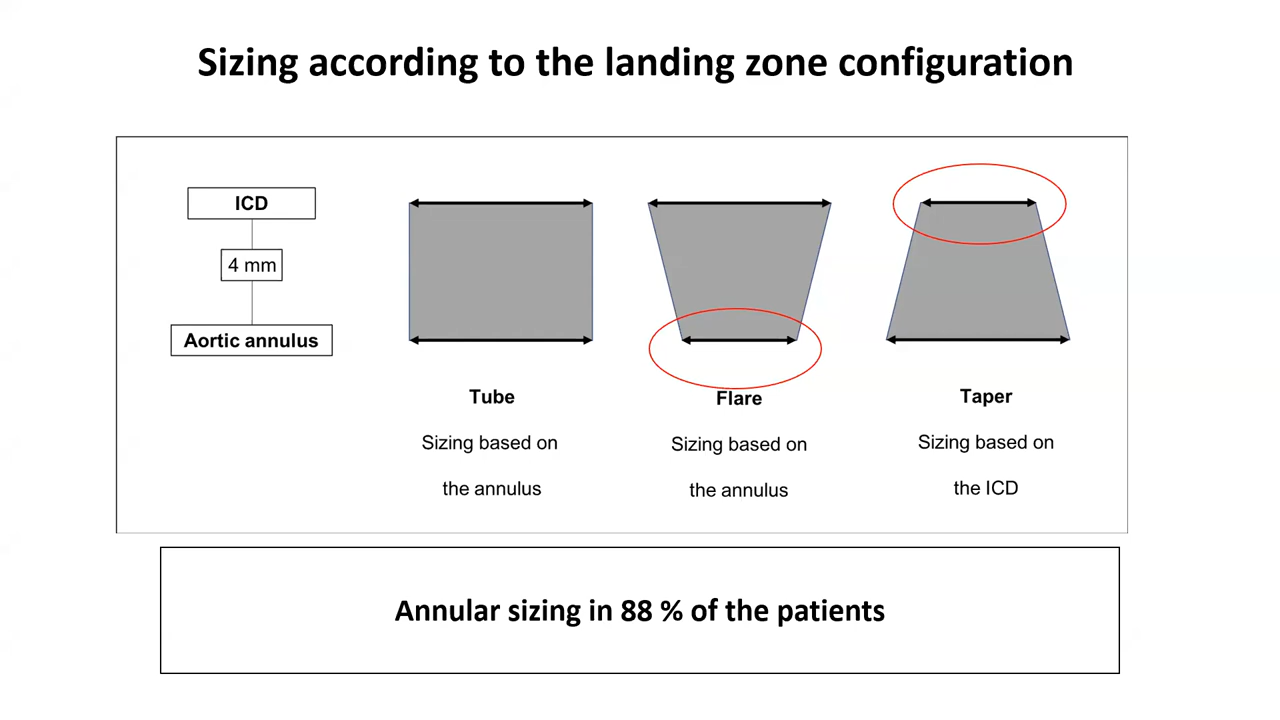 Sizing according to the landing zone configuration
ICD
4 mm
Aortic annulus
Tube
Sizing based on
the annulus
Flare
Sizing based on
the annulus
Taper
Sizing based on
the ICD
Annular sizing in 88 % of the patients